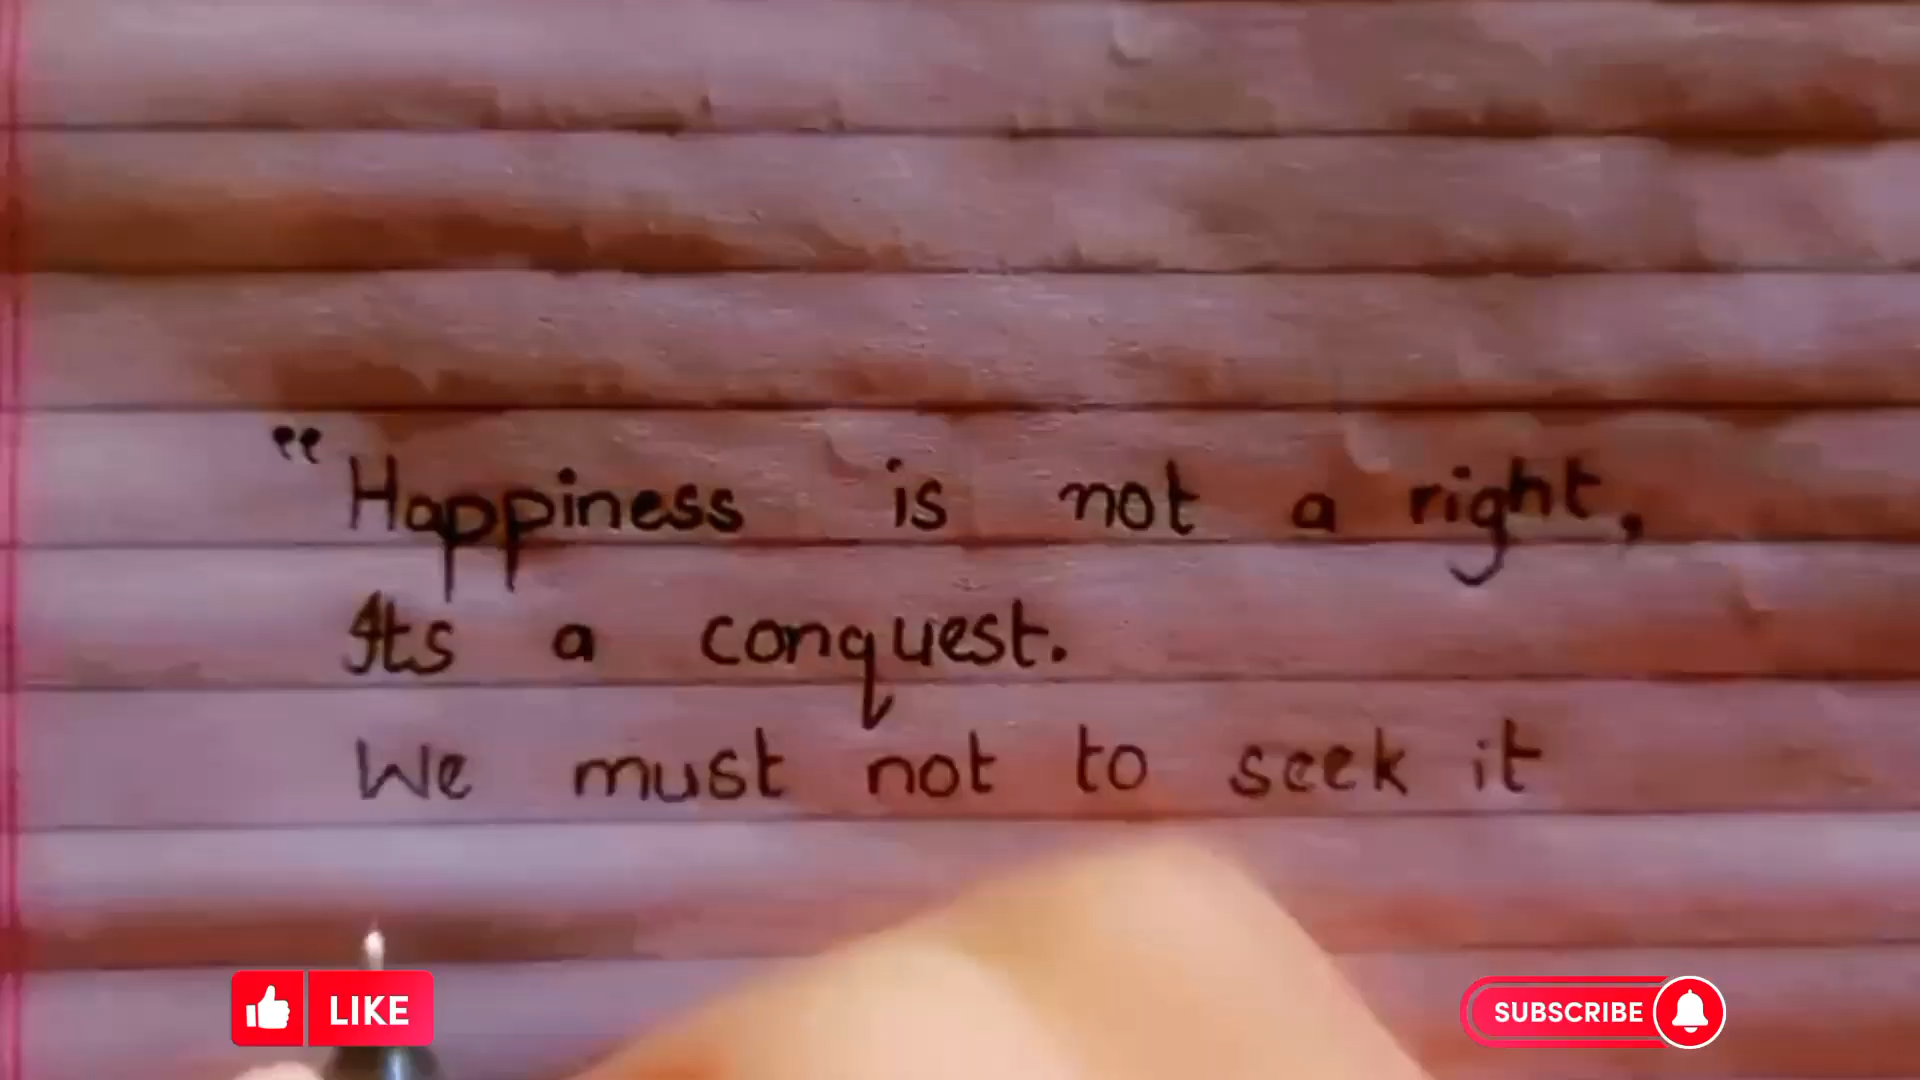 "Happiness is not a right,
Its a conquest.
We must not to seek it
LIKE
SUBSCRIBE